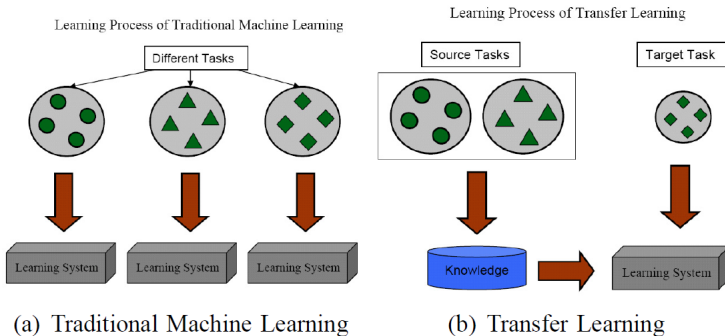 Learning Process of Traditional Machine Learning
Different Tasks
Learning System
Learning System
Learning System
(a) Traditional Machine Learning
Learning Process of Transfer Learning
Source Tasks
Target Task
Knowledge
Learning System
(b) Transfer Learning